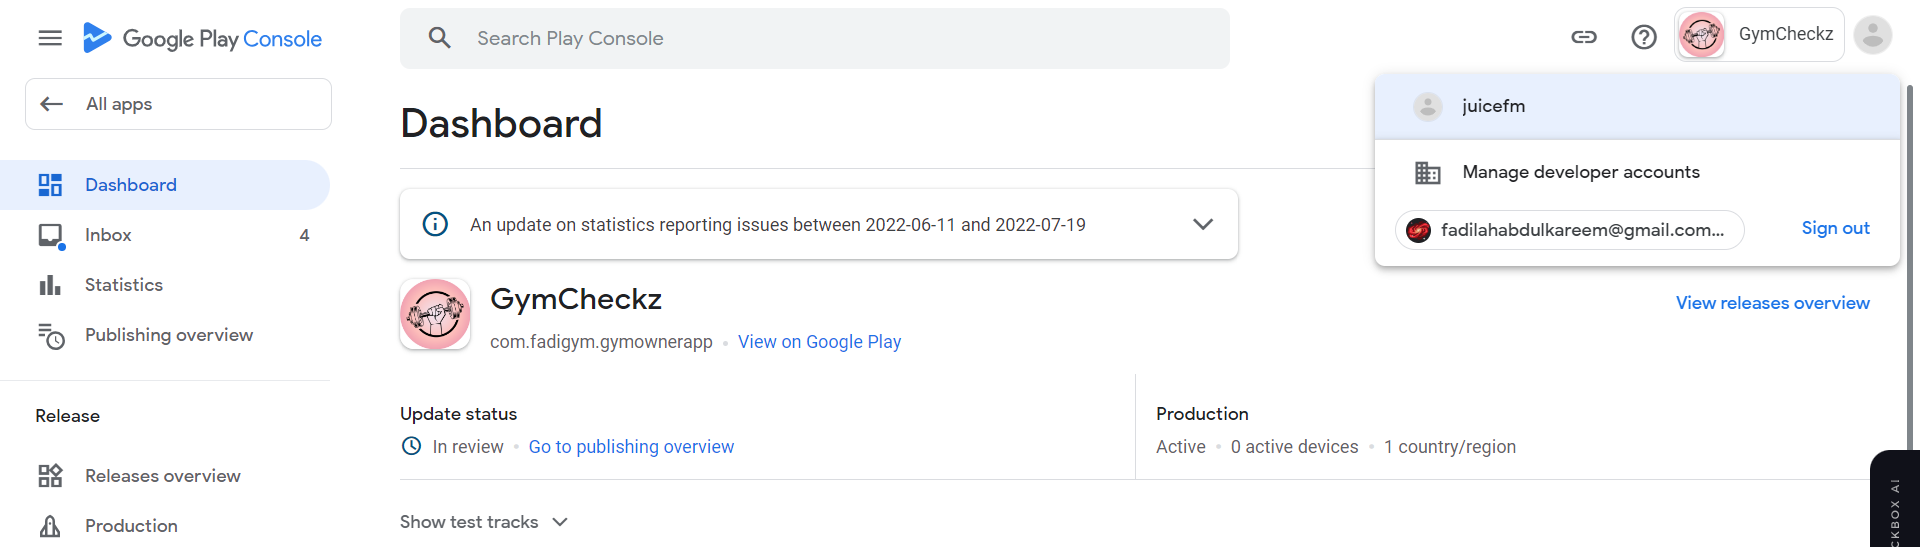 Google Play Console
Search Play Console
GymCheckz
All apps
juicefm
Dashboard
Manage developer accounts
Dashboard
An update on statistics reporting issues between 2022-06-11 and 2022-07-19
fadilahabdulkareem@gmail.com...
Sign out
Inbox
4
Statistics
GymCheckz
View releases overview
Publishing overview
com.fadigym.gymownerapp • View on Google Play
Release
Update status
Production
In review • Go to publishing overview
Active • 0 active devices • 1 country/region
Releases overview
Show test tracks
Production
CKBOX AI